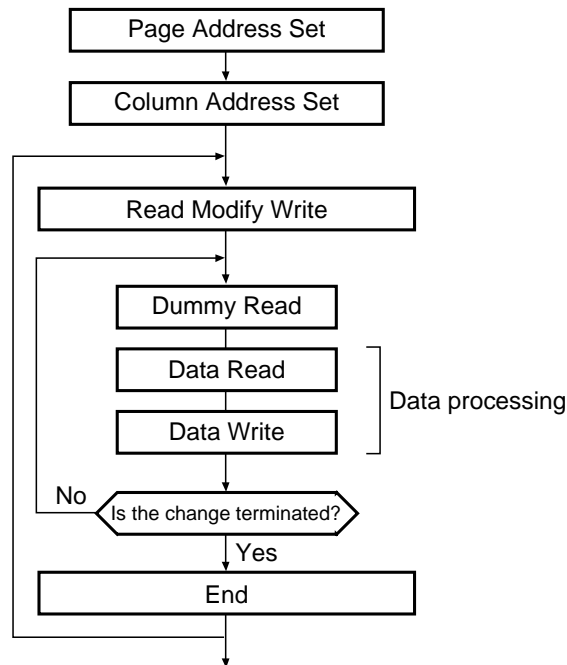 Page Address Set
Column Address Set
Read Modify Write
Dummy Read
Data Read
Data processing
Data Write
No
Is the change terminated?
Yes
End